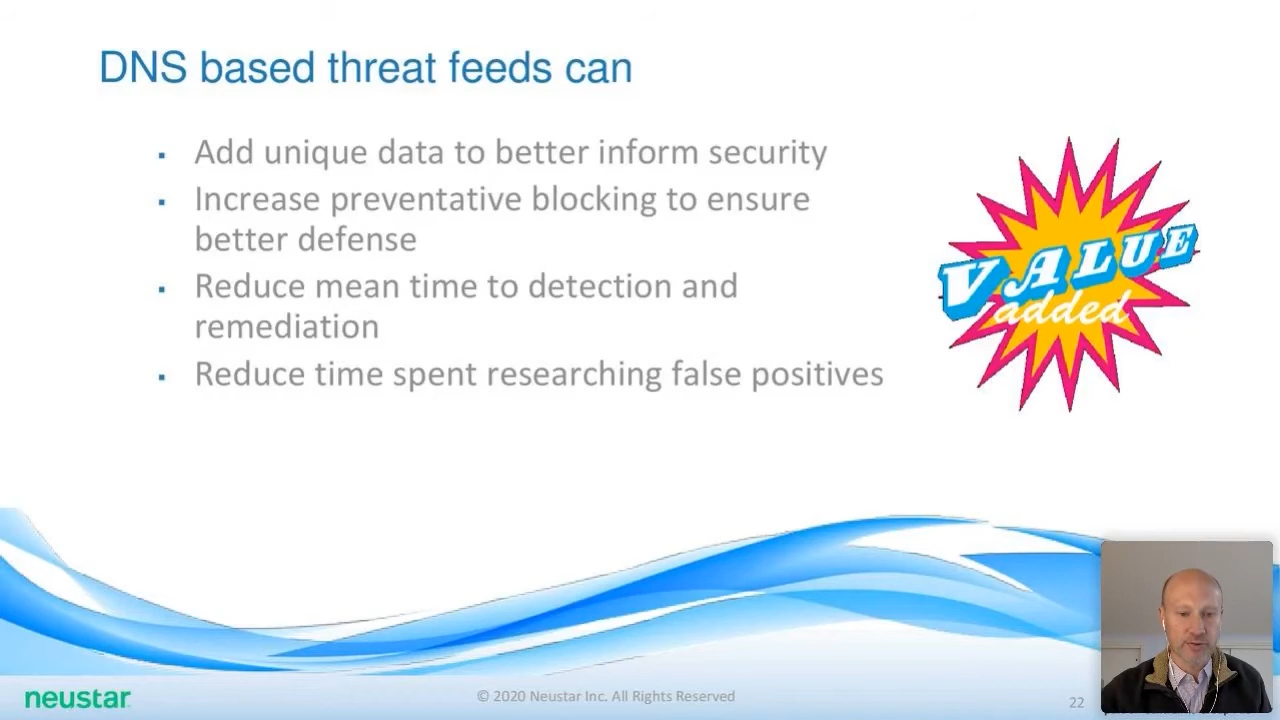 DNS based threat feeds can
▪ Add unique data to better inform security
▪ Increase preventative blocking to ensure
better defense
▪ Reduce mean time to detection and
remediation
▪ Reduce time spent researching false positives
VALUE
added
neustar
© 2020 Neustar Inc. All Rights Reserved
22